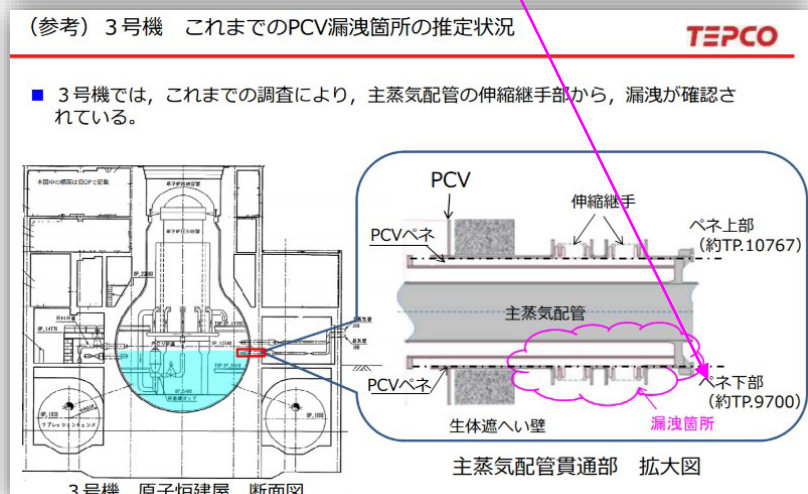 (参考)3号機 これまでのPCV漏洩箇所の推定状況
TEPCO
■ 3号機では,これまでの調査により,主蒸気配管の伸縮継手部から,漏洩が確認さ
れている。
PCV
伸縮継手
ペネ上部
(約TP.10767)
PCVペネ
主蒸気配管
PCVペネ
ペネ下部
(約TP.9700)
漏洩箇所
生体遮へい壁
主蒸気配管貫通部 拡大図
3号機 原子炉建屋 断面図